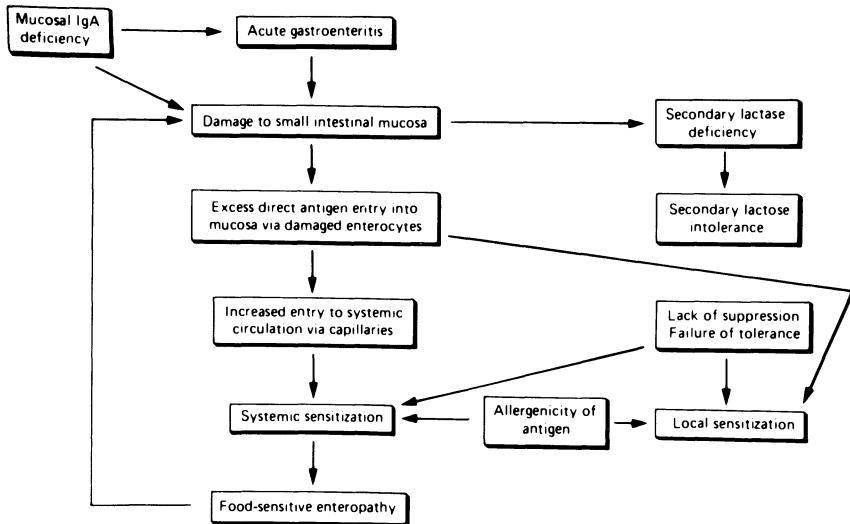 Mucosal IgA
deficiency
Acute gastroenteritis
Damage to small intestinal mucosa
Secondary lactase
deficiency
Excess direct antigen entry into
mucosa via damaged enterocytes
Secondary lactose
intolerance
Increased entry to systemic
circulation via capillaries
Lack of suppression
Failure of tolerance
Systemic sensitization
Allergenicity of
antigen
Local sensitization
Food-sensitive enteropathy